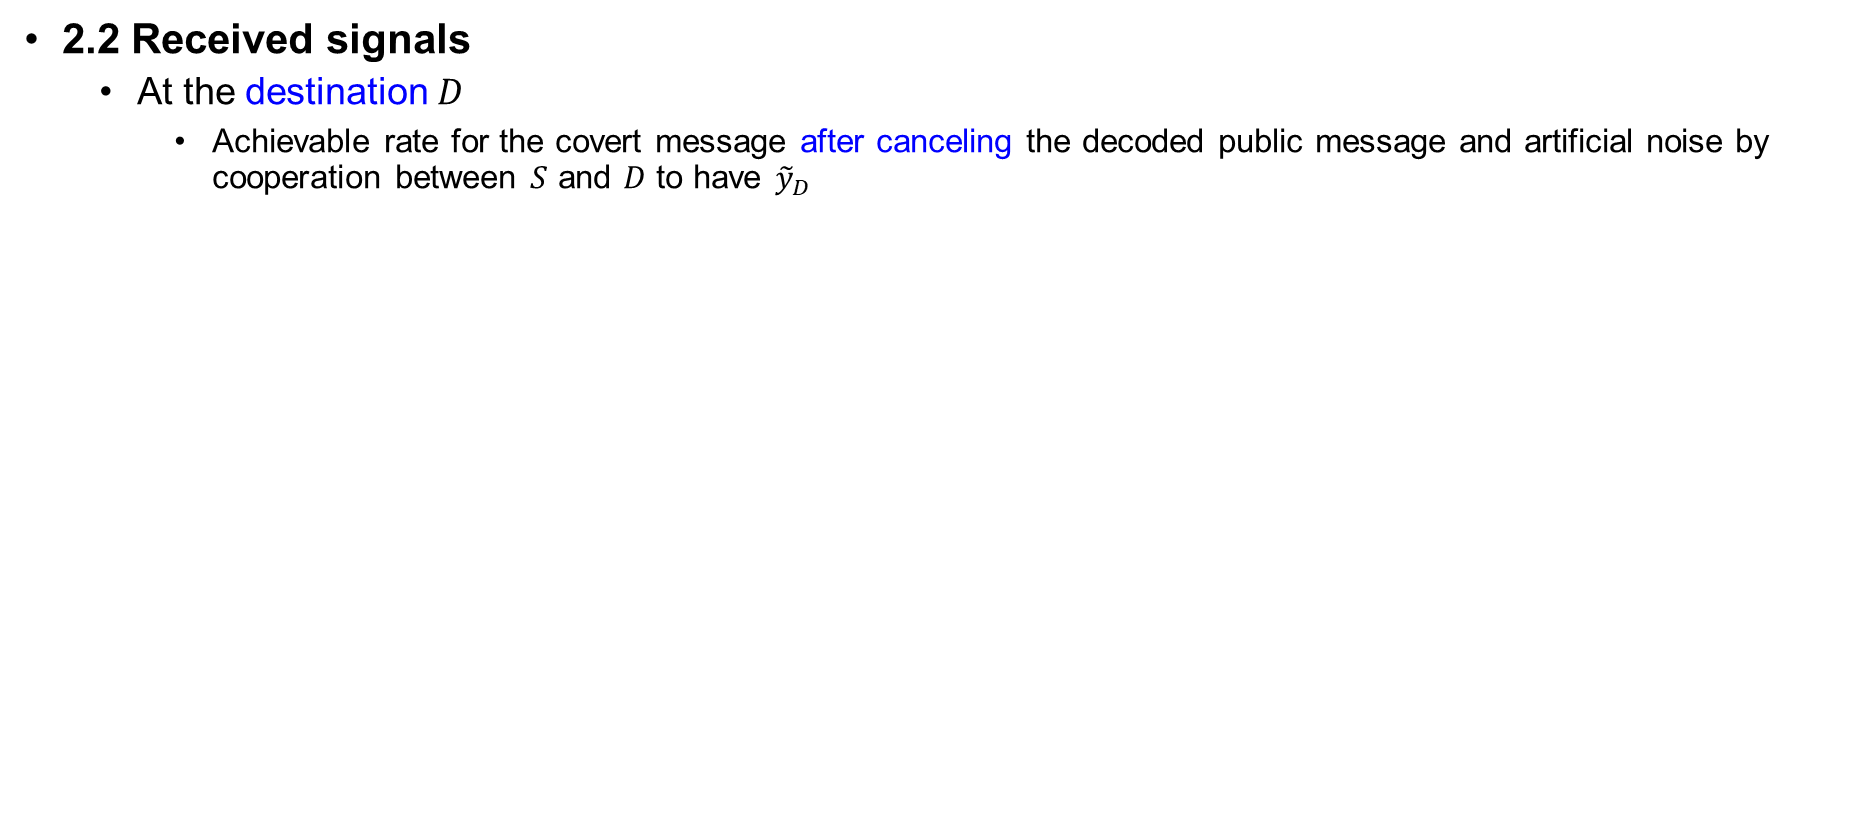 • 2.2 Received signals
• At the destination 𝐷
• Achievable rate for the covert message after canceling the decoded public message and artificial noise by
cooperation between 𝑆 and 𝐷 to have ỹ_D